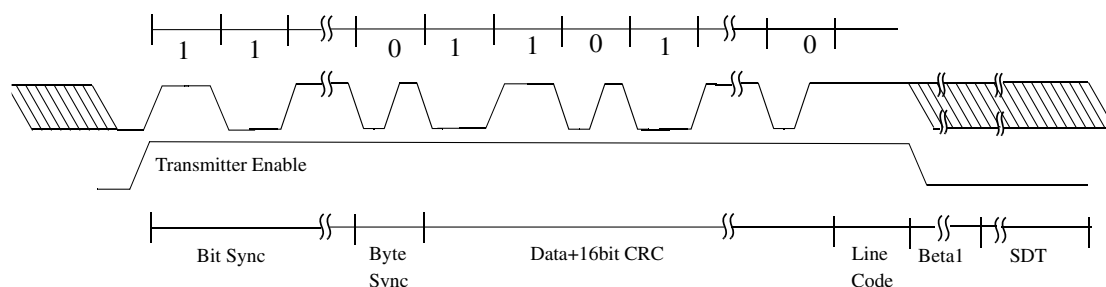 1 1 0 1 1 0 1 0
Transmitter Enable
Bit Sync
Byte
Sync
Data+16bit CRC
Line
Code
Beta1
SDT